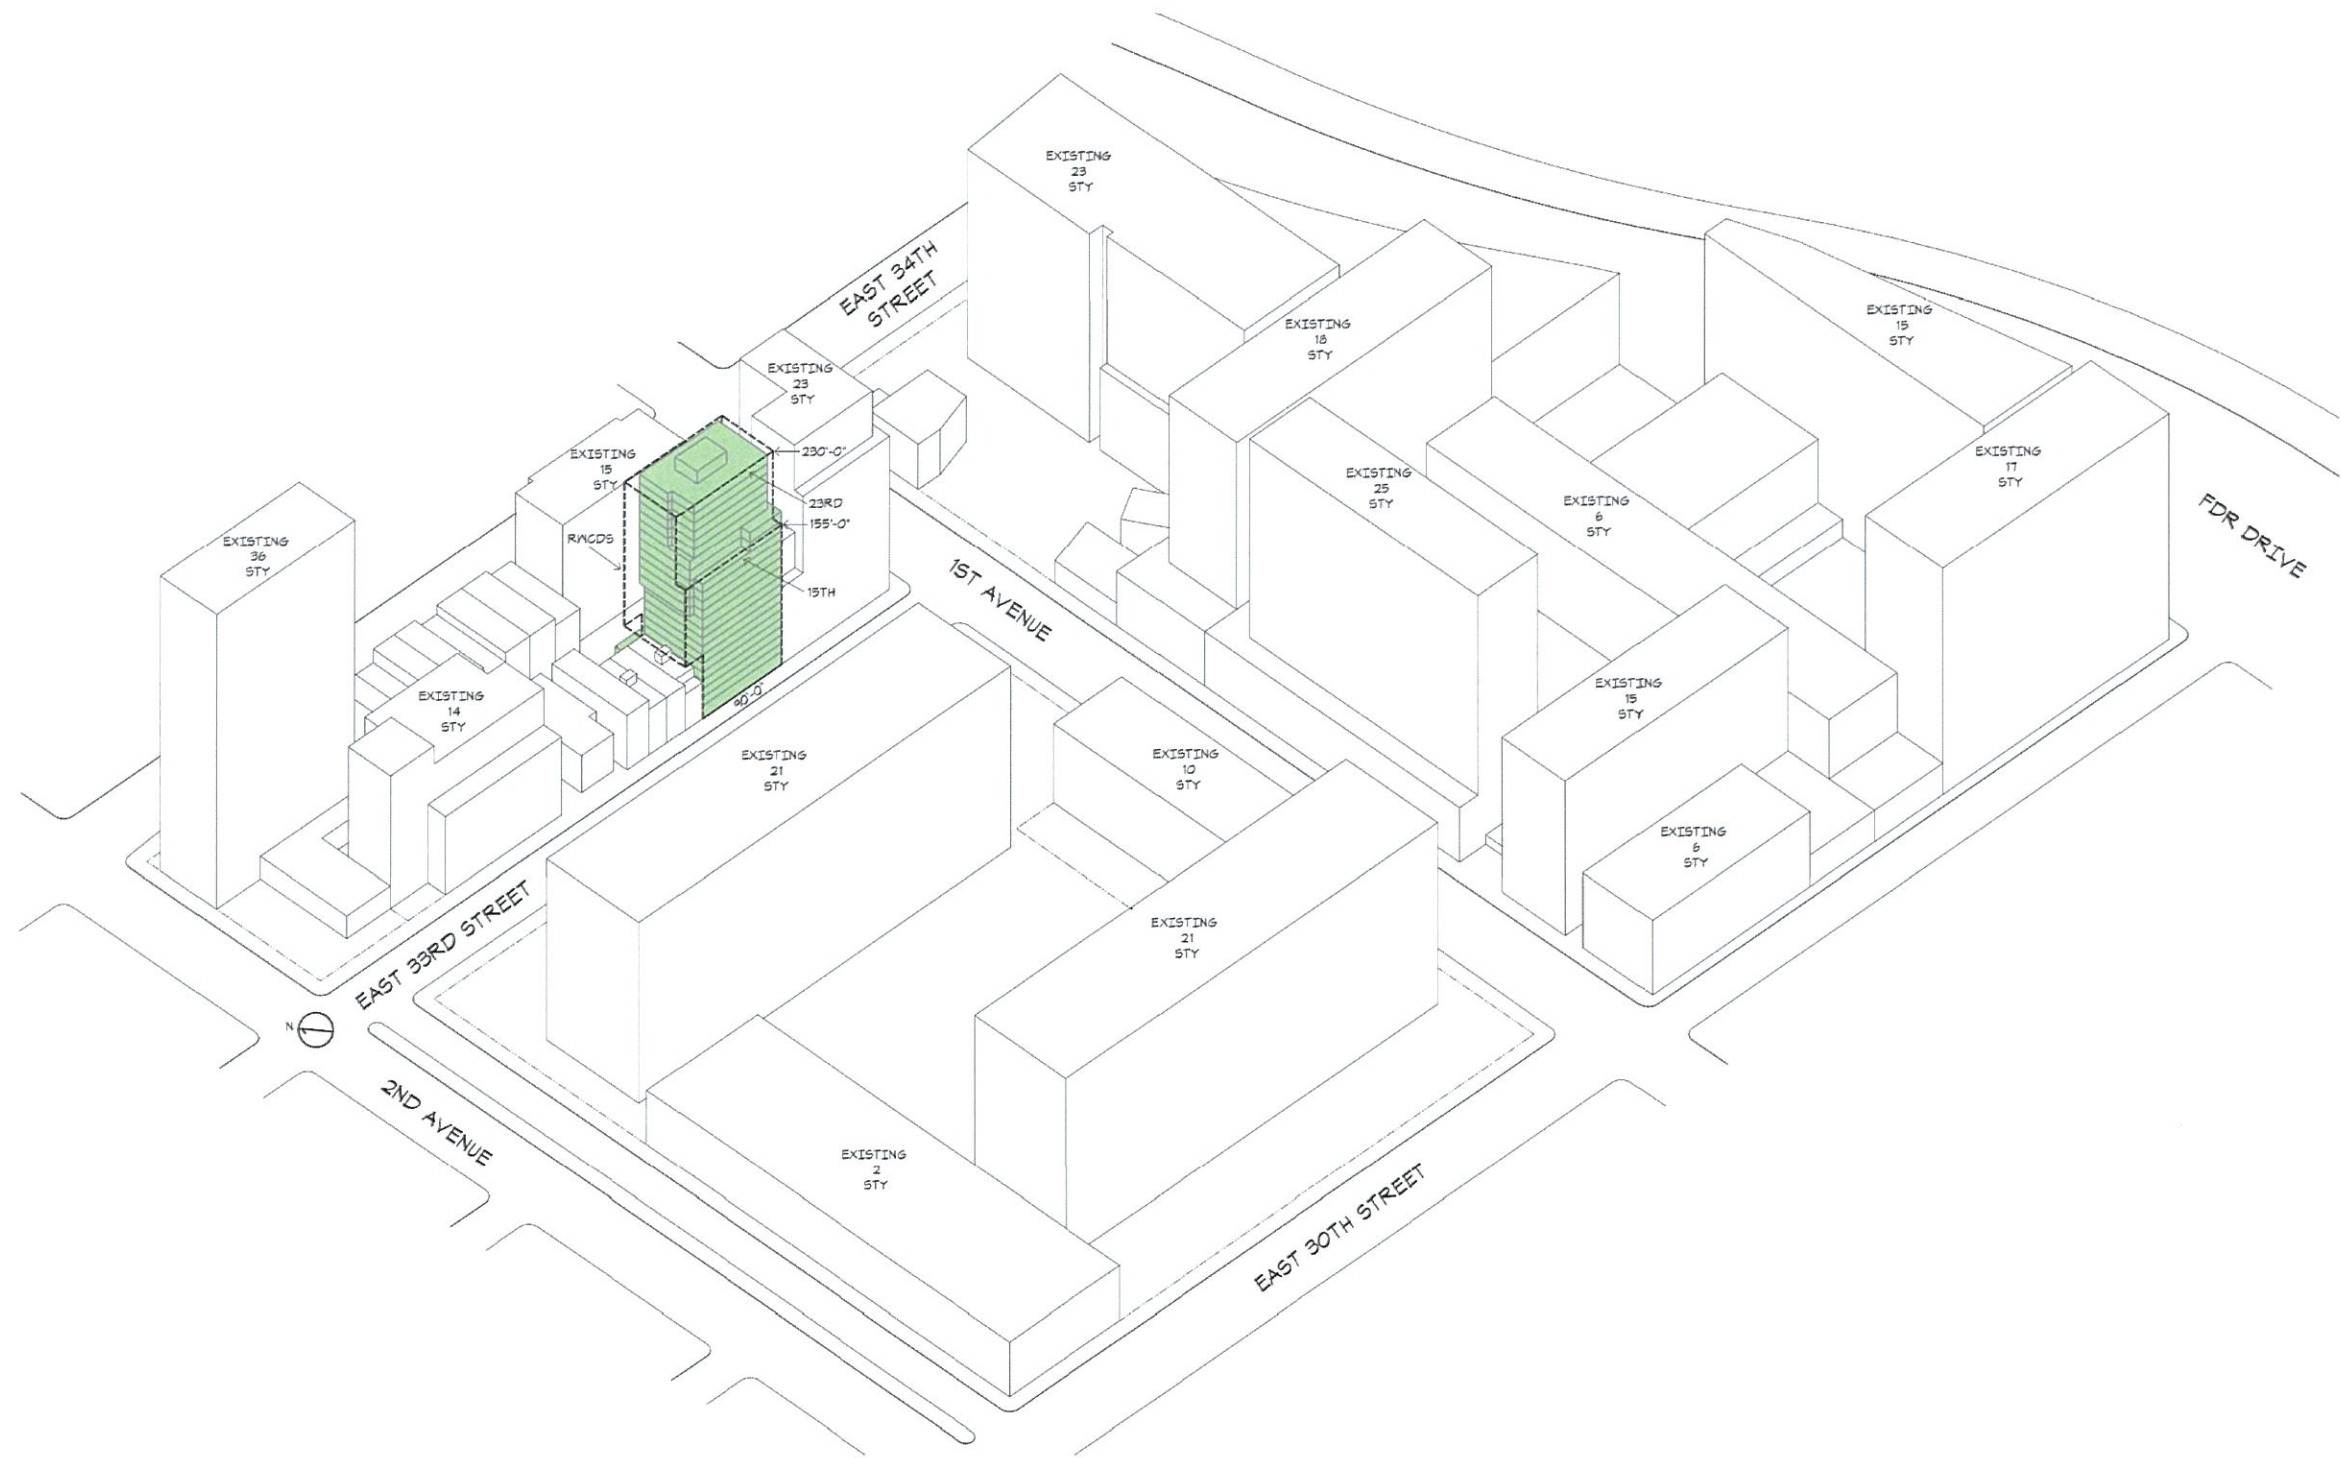 EXISTING
23
STY
EAST 34TH
STREET
EXISTING
18
STY
EXISTING
15
STY
EXISTING
23
STY
EXISTING
15
STY
230'-0"
23RD
155'-0"
15TH
RWCDS
EXISTING
36
STY
EXISTING
25
STY
EXISTING
6
STY
EXISTING
17
STY
FDR DRIVE
1ST AVENUE
EXISTING
14
STY
90'-0"
EXISTING
21
STY
EXISTING
10
STY
EXISTING
15
STY
EXISTING
6
STY
EAST 33RD STREET
EXISTING
21
STY
N
2ND AVENUE
EXISTING
2
STY
EAST 30TH STREET